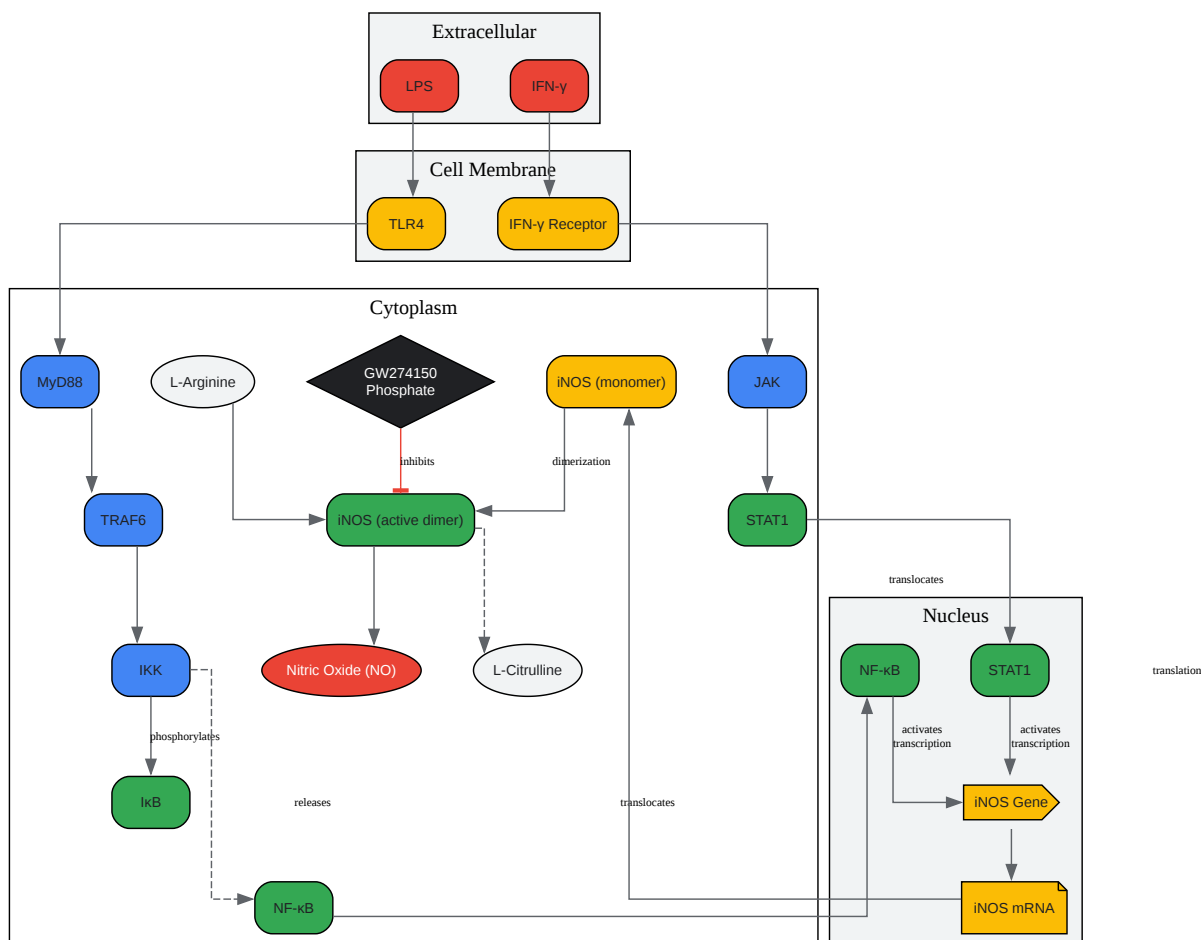 Extracellular
LPS
IFN-γ
Cell Membrane
TLR4
IFN-γ Receptor
Cytoplasm
MyD88
L-Arginine
GW274150
Phosphate
iNOS (monomer)
JAK
inhibits
dimerization
TRAF6
iNOS (active dimer)
STAT1
translocates
Nucleus
IKK
Nitric Oxide (NO)
L-Citrulline
NF-κB
STAT1
translation
phosphorylates
activates
transcription
activates
transcription
IκB
releases
translocates
iNOS Gene
NF-κB
iNOS mRNA